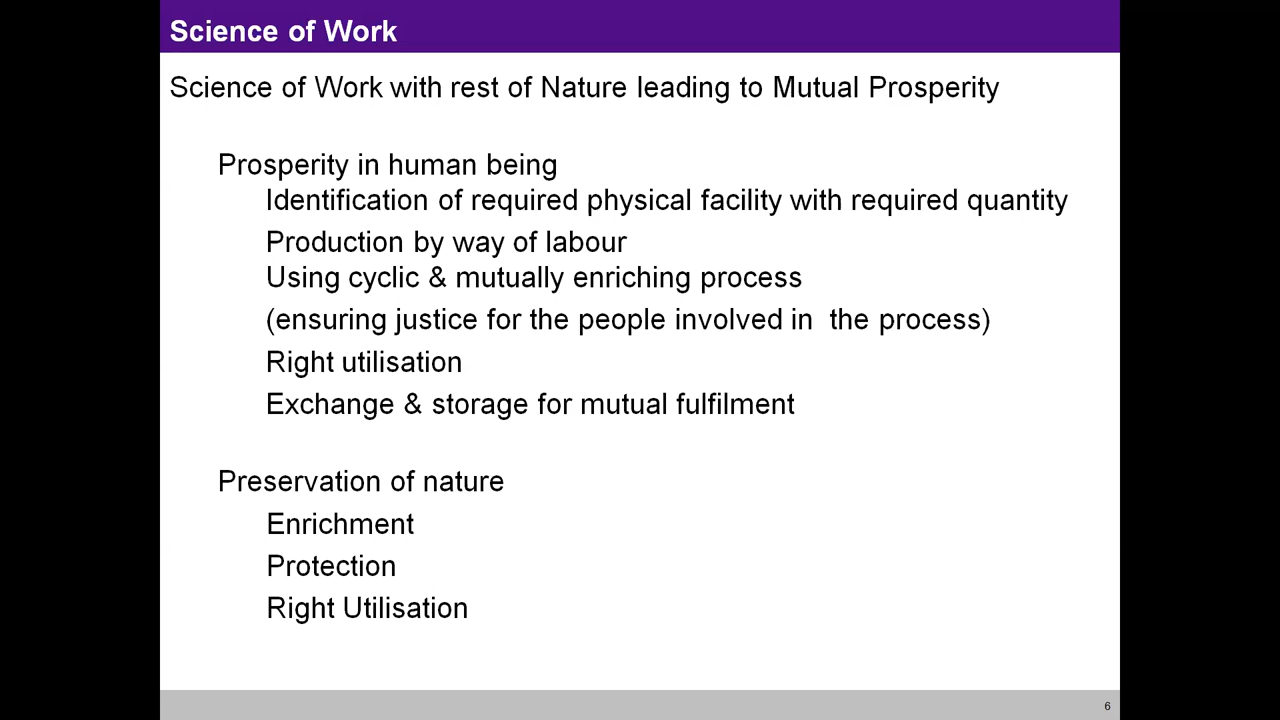 Science of Work
Science of Work with rest of Nature leading to Mutual Prosperity
Prosperity in human being
Identification of required physical facility with required quantity
Production by way of labour
Using cyclic & mutually enriching process
(ensuring justice for the people involved in  the process)
Right utilisation
Exchange & storage for mutual fulfilment
Preservation of nature
Enrichment
Protection
Right Utilisation
6